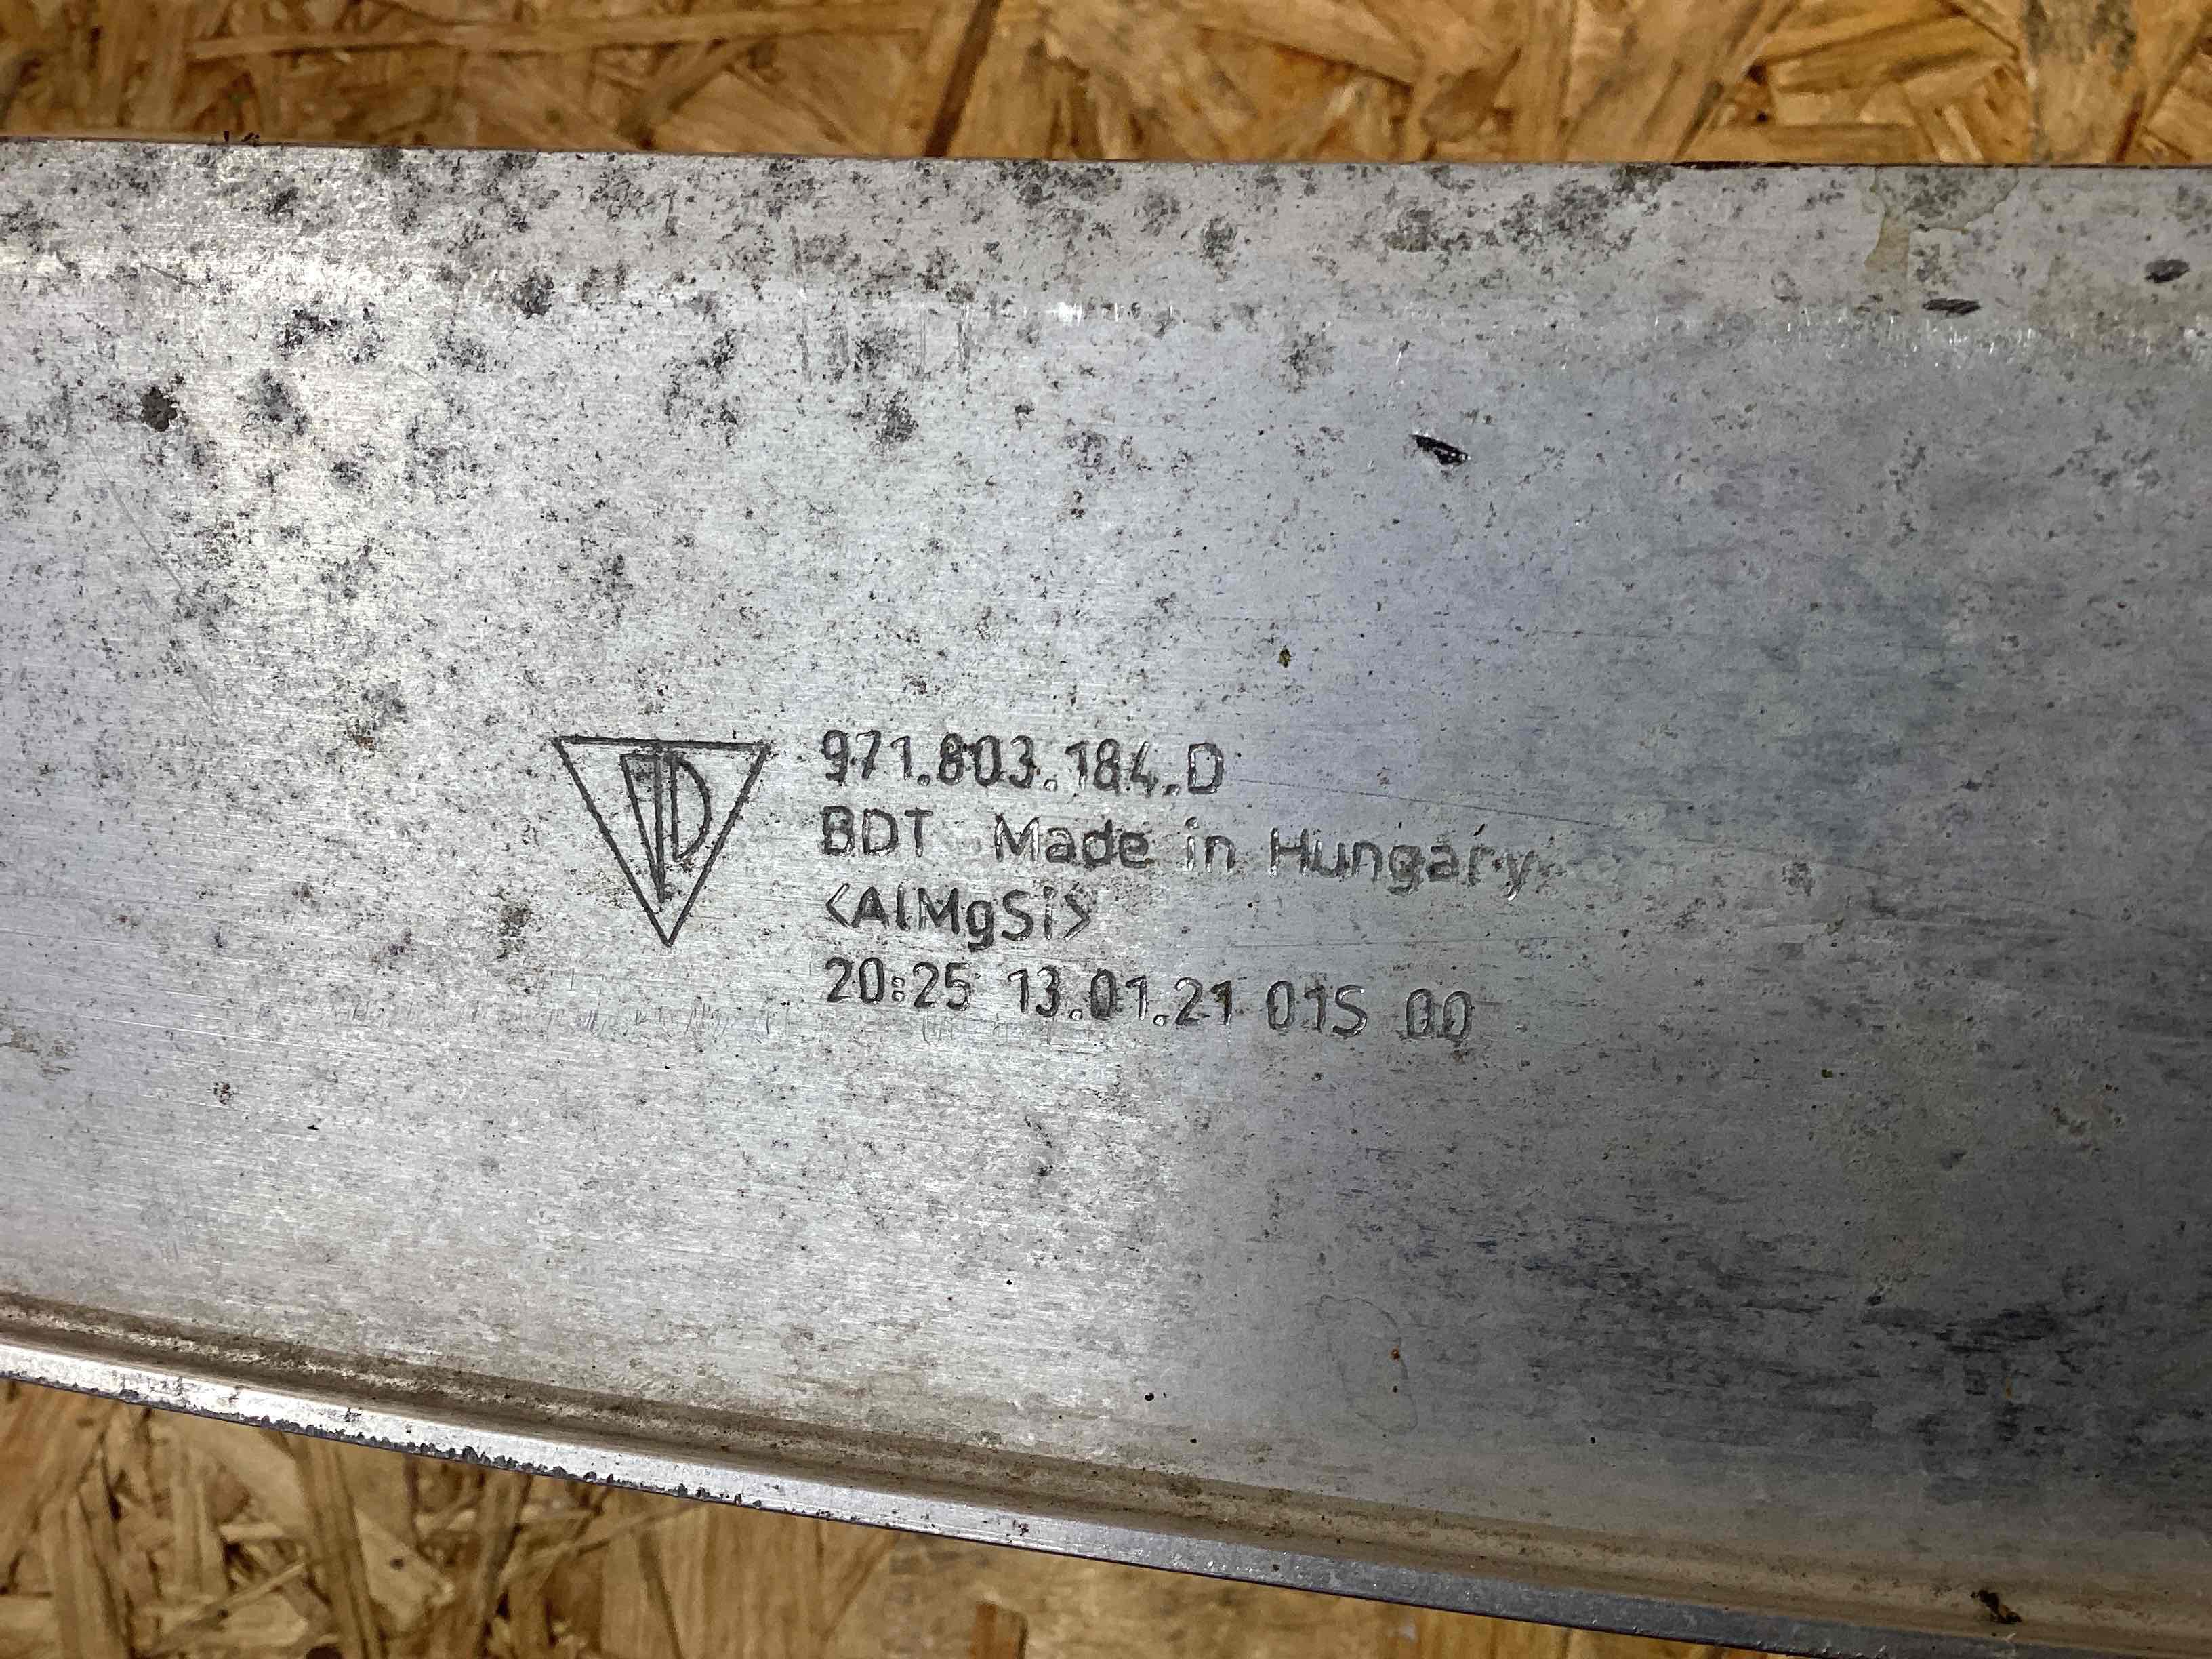 971.803.184.D
BDT Made in Hungary
<AlMgSi>
20:25 13.01.21 01S 00